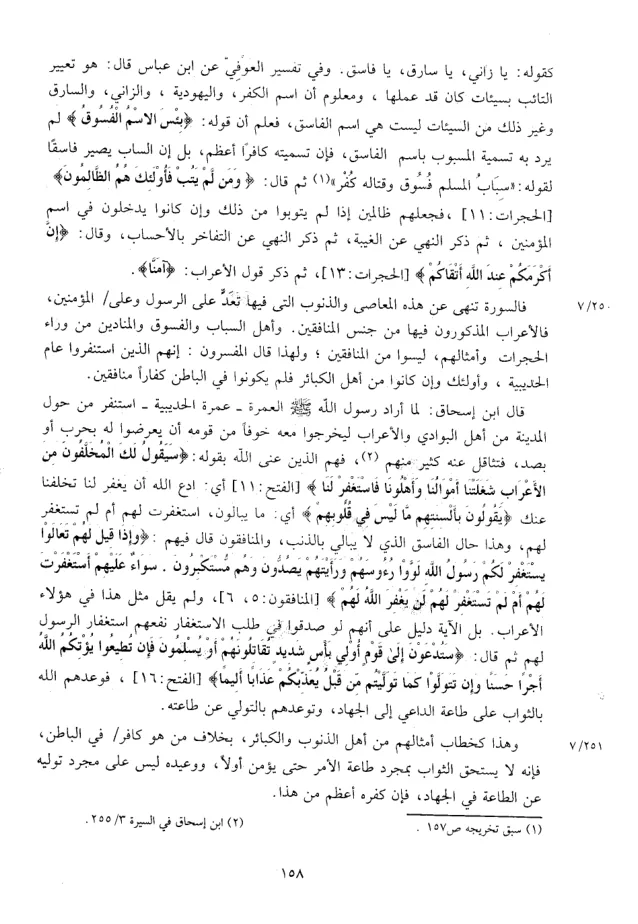 كقوله: يا زاني، يا سارق، يا فاسق. وفي تفسير العوفيّ عن ابن عباس قال: هو تعيير
التائب بسيئات كان قد عملها ، ومعلوم أن اسم الكفر، واليهودية ، والزاني، والسارق
وغير ذلك من السيئات ليست هي اسم الفاسق، فعلم أن قوله: ﴿بِئْسَ الاسْمُ الْفُسُوقُ﴾ لم
يرد به تسمية المسبوب باسم الفاسق، فإن تسميته كافرًا أعظم، بل إن الساب يصير فاسقًا
لقوله: «سبَابُ المسلم فُسُوق وقتاله كُفْر»(١) ثم قال: ﴿ وَمَن لَّمْ يَتُبْ فَأُوْلَئِكَ هُمُ الظَّالِمُونَ﴾
[الحجرات:١١] ،فجعلهم ظالمين إذا لم يتوبوا من ذلك وإن كانوا يدخلون في اسم
المؤمنين ، ثم ذكر النهي عن الغيبة، ثم ذكر النهي عن التفاخر بالأحساب، وقال: ﴿إِنَّ
أَكْرَمَكُمْ عِندَ اللَّهِ أَتْقَاكُمْ﴾ [الحجرات:١٣]، ثم ذكر قول الأعراب: ﴿آمَنَّا﴾.
فالسورة تنهى عن هذه المعاصي والذنوب التى فيها تَعَدٍّ على الرسول وعلى/ المؤمنين،
٧/٢٥٠
فالأعراب المذكورون فيها من جنس المنافقين. وأهل السباب والفسوق والمنادين من وراء
الحجرات وأمثالهم، ليسوا من المنافقين ؛ ولهذا قال المفسرون : إنهم الذين استنفروا عام
الحديبية ، وأولئك وإن كانوا من أهل الكبائر فلم يكونوا في الباطن كفارًا منافقين.
قال ابن إسحاق: لما أراد رسول الله ﷺ العمرة ـ عمرة الحديبية ـ استنفر من حول
المدينة من أهل البوادي والأعراب ليخرجوا معه خوفًا من قومه أن يعرضوا له بحرب أو
بصد، فتثاقل عنه كثير منهم (٢)، فهم الذين عنى الله بقوله: ﴿سَيَقُولُ لَكَ الْمُخَلَّفُونَ مِنَ
الأَعْرَابِ شَغَلَتْنَا أَمْوَالُنَا وَأَهْلُونَا فَاسْتَغْفِرْ لَنَا ﴾ [الفتح:١١] أي: ادع الله أن يغفر لنا تخلفنا
عنك ﴿يَقُولُونَ بِأَلْسِنَتِهِم مَّا لَيْسَ فِي قُلُوبِهِمْ﴾ أي: ما يبالون، استغفرت لهم أم لم تستغفر
لهم، وهذا حال الفاسق الذي لا يبالي بالذنب، والمنافقون قال فيهم :﴿وَإِذَا قِيلَ لَهُمْ تَعَالَوْا
يَسْتَغْفِرْ لَكُمْ رَسُولُ اللَّهِ لَوَّوْا رُءُوسَهُمْ وَرَأَيْتَهُمْ يَصُدُّونَ وَهُم مُّسْتَكْبِرُونَ . سَوَاءٌ عَلَيْهِمْ أَسْتَغْفَرْتَ
لَهُمْ أَمْ لَمْ تَسْتَغْفِرْ لَهُمْ لَن يَغْفِرَ اللَّهُ لَهُمْ ﴾ [المنافقون:٥، ٦]، ولم يقل مثل هذا في هؤلاء
الأعراب. بل الآية دليل على أنهم لو صدقوا في طلب الاستغفار نفعهم استغفار الرسول
لهم ثم قال: ﴿سَتُدْعَوْنَ إِلَىٰ قَوْمٍ أُوْلِي بَأْسٍ شَدِيدٍ تُقَاتِلُونَهُمْ أَوْ يُسْلِمُونَ فَإِن تُطِيعُوا يُؤْتِكُمُ اللَّهُ
أَجْرًا حَسَنًا وَإِن تَتَوَلَّوْا كَمَا تَوَلَّيْتُم مِّن قَبْلُ يُعَذِّبْكُمْ عَذَابًا أَلِيمًا﴾ [الفتح:١٦] ، فوعدهم الله
بالثواب على طاعة الداعي إلى الجهاد، وتوعدهم بالتولي عن طاعته.
وهذا كخطاب أمثالهم من أهل الذنوب والكبائر، بخلاف من هو كافر/ في الباطن،
٧/٢٥١
فإنه لا يستحق الثواب بمجرد طاعة الأمر حتى يؤمن أولاً، ووعيده ليس على مجرد توليه
عن الطاعة في الجهاد، فإن كفره أعظم من هذا.
(١) سبق تخريجه ص١٥٧ .
(٢) ابن إسحاق في السيرة ٣/ ٢٥٥ .
١٥٨